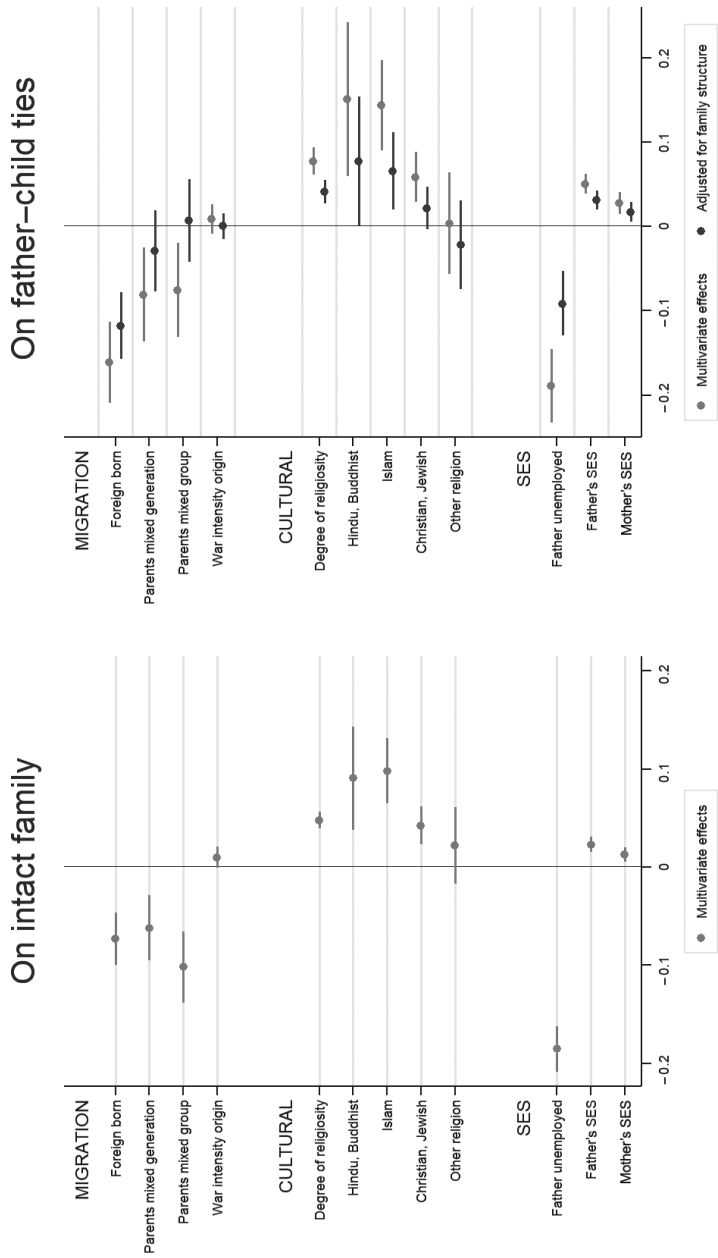 On intact family
MIGRATION
Foreign born
Parents mixed generation
Parents mixed group
War intensity origin
CULTURAL
Degree of religiosity
Hindu, Buddhist
Islam
Christian, Jewish
Other religion
SES
Father unemployed
Father's SES
Mother's SES
−0.2 −0.1 0 0.1 0.2
Multivariate effects
On father–child ties
MIGRATION
Foreign born
Parents mixed generation
Parents mixed group
War intensity origin
CULTURAL
Degree of religiosity
Hindu, Buddhist
Islam
Christian, Jewish
Other religion
SES
Father unemployed
Father's SES
Mother's SES
−0.2 −0.1 0 0.1 0.2
Multivariate effects Adjusted for family structure